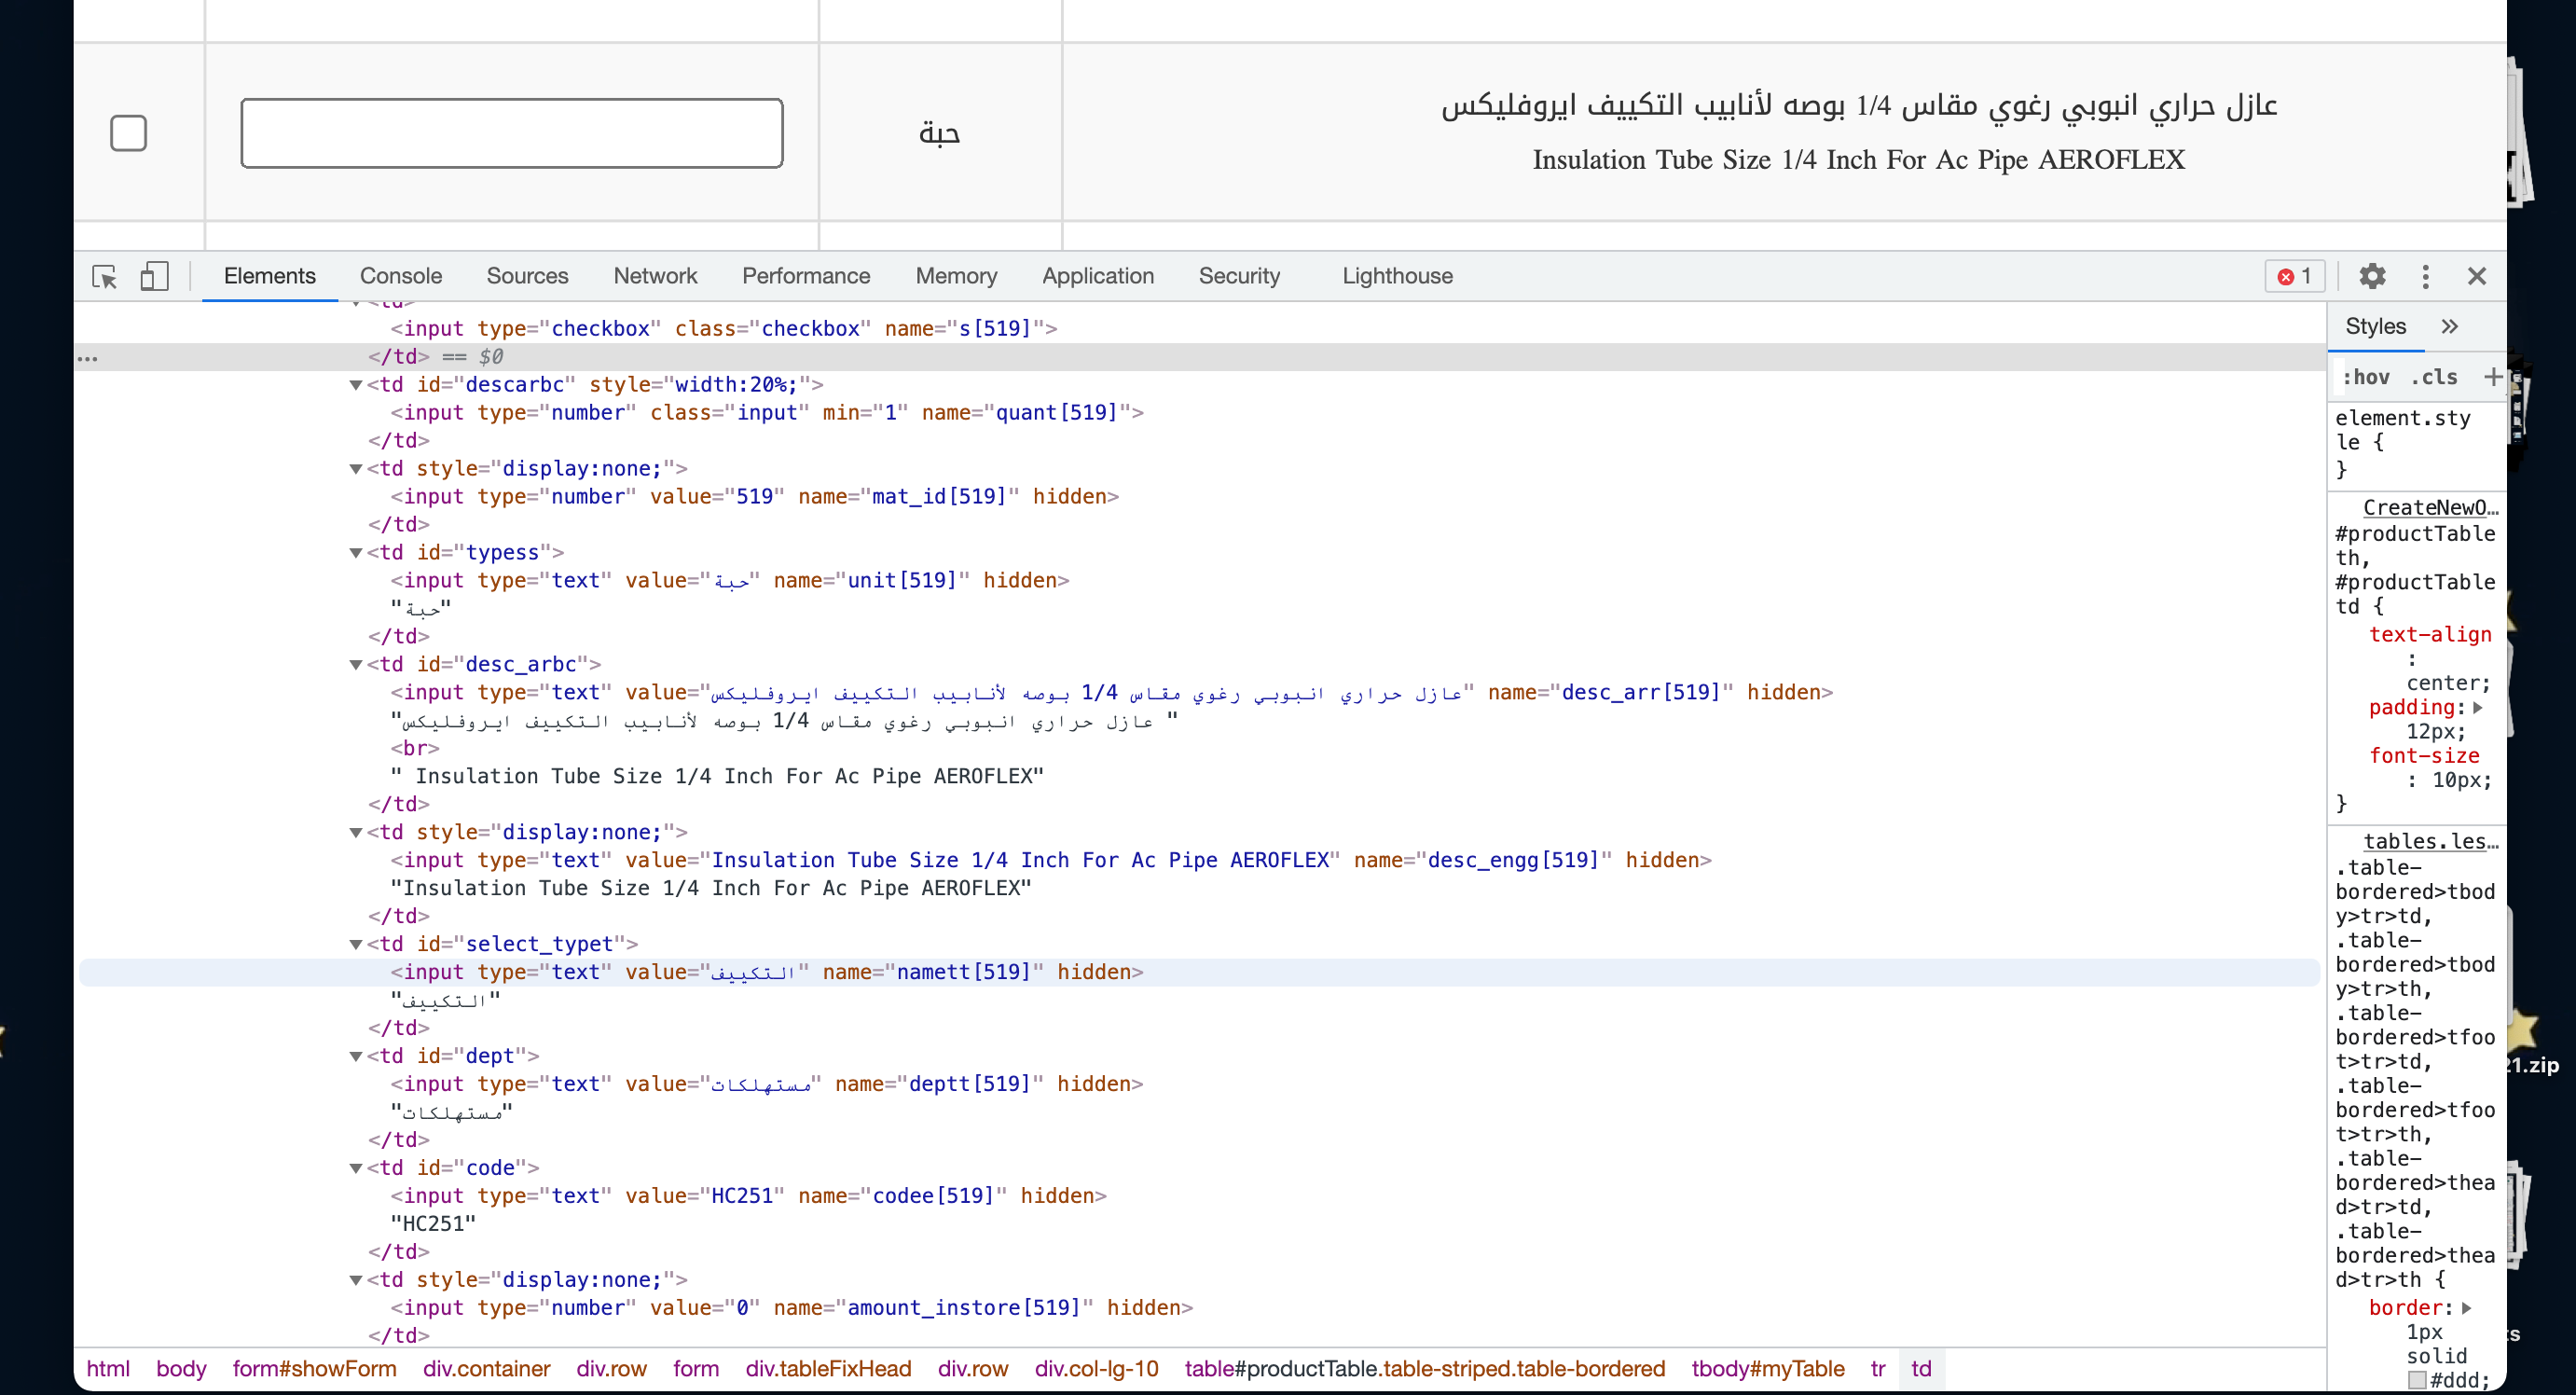 حبة
عازل حراري انبوبي رغوي مقاس 1/4 بوصه لأنابيب التكييف ايروفليكس
Insulation Tube Size 1/4 Inch For Ac Pipe AEROFLEX
Elements Console Sources Network Performance Memory Application Security Lighthouse 1
<input type="checkbox" class="checkbox" name="s[519]">
… </td> == $0
<td id="descarbc" style="width:20%;">
<input type="number" class="input" min="1" name="quant[519]">
</td>
<td style="display:none;">
<input type="number" value="519" name="mat_id[519]" hidden>
</td>
<td id="typess">
<input type="text" value="حبة" name="unit[519]" hidden>
"حبة"
</td>
<td id="desc_arbc">
<input type="text" value="عازل حراري انبوبي رغوي مقاس 1/4 بوصه لأنابيب التكييف ايروفليكس" name="desc_arr[519]" hidden>
" عازل حراري انبوبي رغوي مقاس 1/4 بوصه لأنابيب التكييف ايروفليكس"
<br>
" Insulation Tube Size 1/4 Inch For Ac Pipe AEROFLEX"
</td>
<td style="display:none;">
<input type="text" value="Insulation Tube Size 1/4 Inch For Ac Pipe AEROFLEX" name="desc_engg[519]" hidden>
"Insulation Tube Size 1/4 Inch For Ac Pipe AEROFLEX"
</td>
<td id="select_typet">
<input type="text" value="التكييف" name="namett[519]" hidden>
"التكييف"
</td>
<td id="dept">
<input type="text" value="مستهلكات" name="deptt[519]" hidden>
"مستهلكات"
</td>
<td id="code">
<input type="text" value="HC251" name="codee[519]" hidden>
"HC251"
</td>
<td style="display:none;">
<input type="number" value="0" name="amount_instore[519]" hidden>
</td>
html body form#showForm div.container div.row form div.tableFixHead div.row div.col-lg-10 table#productTable.table-striped.table-bordered tbody#myTable tr td
Styles »
:hov .cls +
element.sty
le {
}
CreateNewO…
#productTable
th,
#productTable
td {
text-align
:
center;
padding:
12px;
font-size
: 10px;
}
tables.les…
.table-
bordered>tbod
y>tr>td,
.table-
bordered>tbod
y>tr>th,
.table-
bordered>tfoo
t>tr>td,
.table-
bordered>tfoo
t>tr>th,
.table-
bordered>thea
d>tr>td,
.table-
bordered>thea
d>tr>th {
border:
1px
solid
#ddd;
21.zip